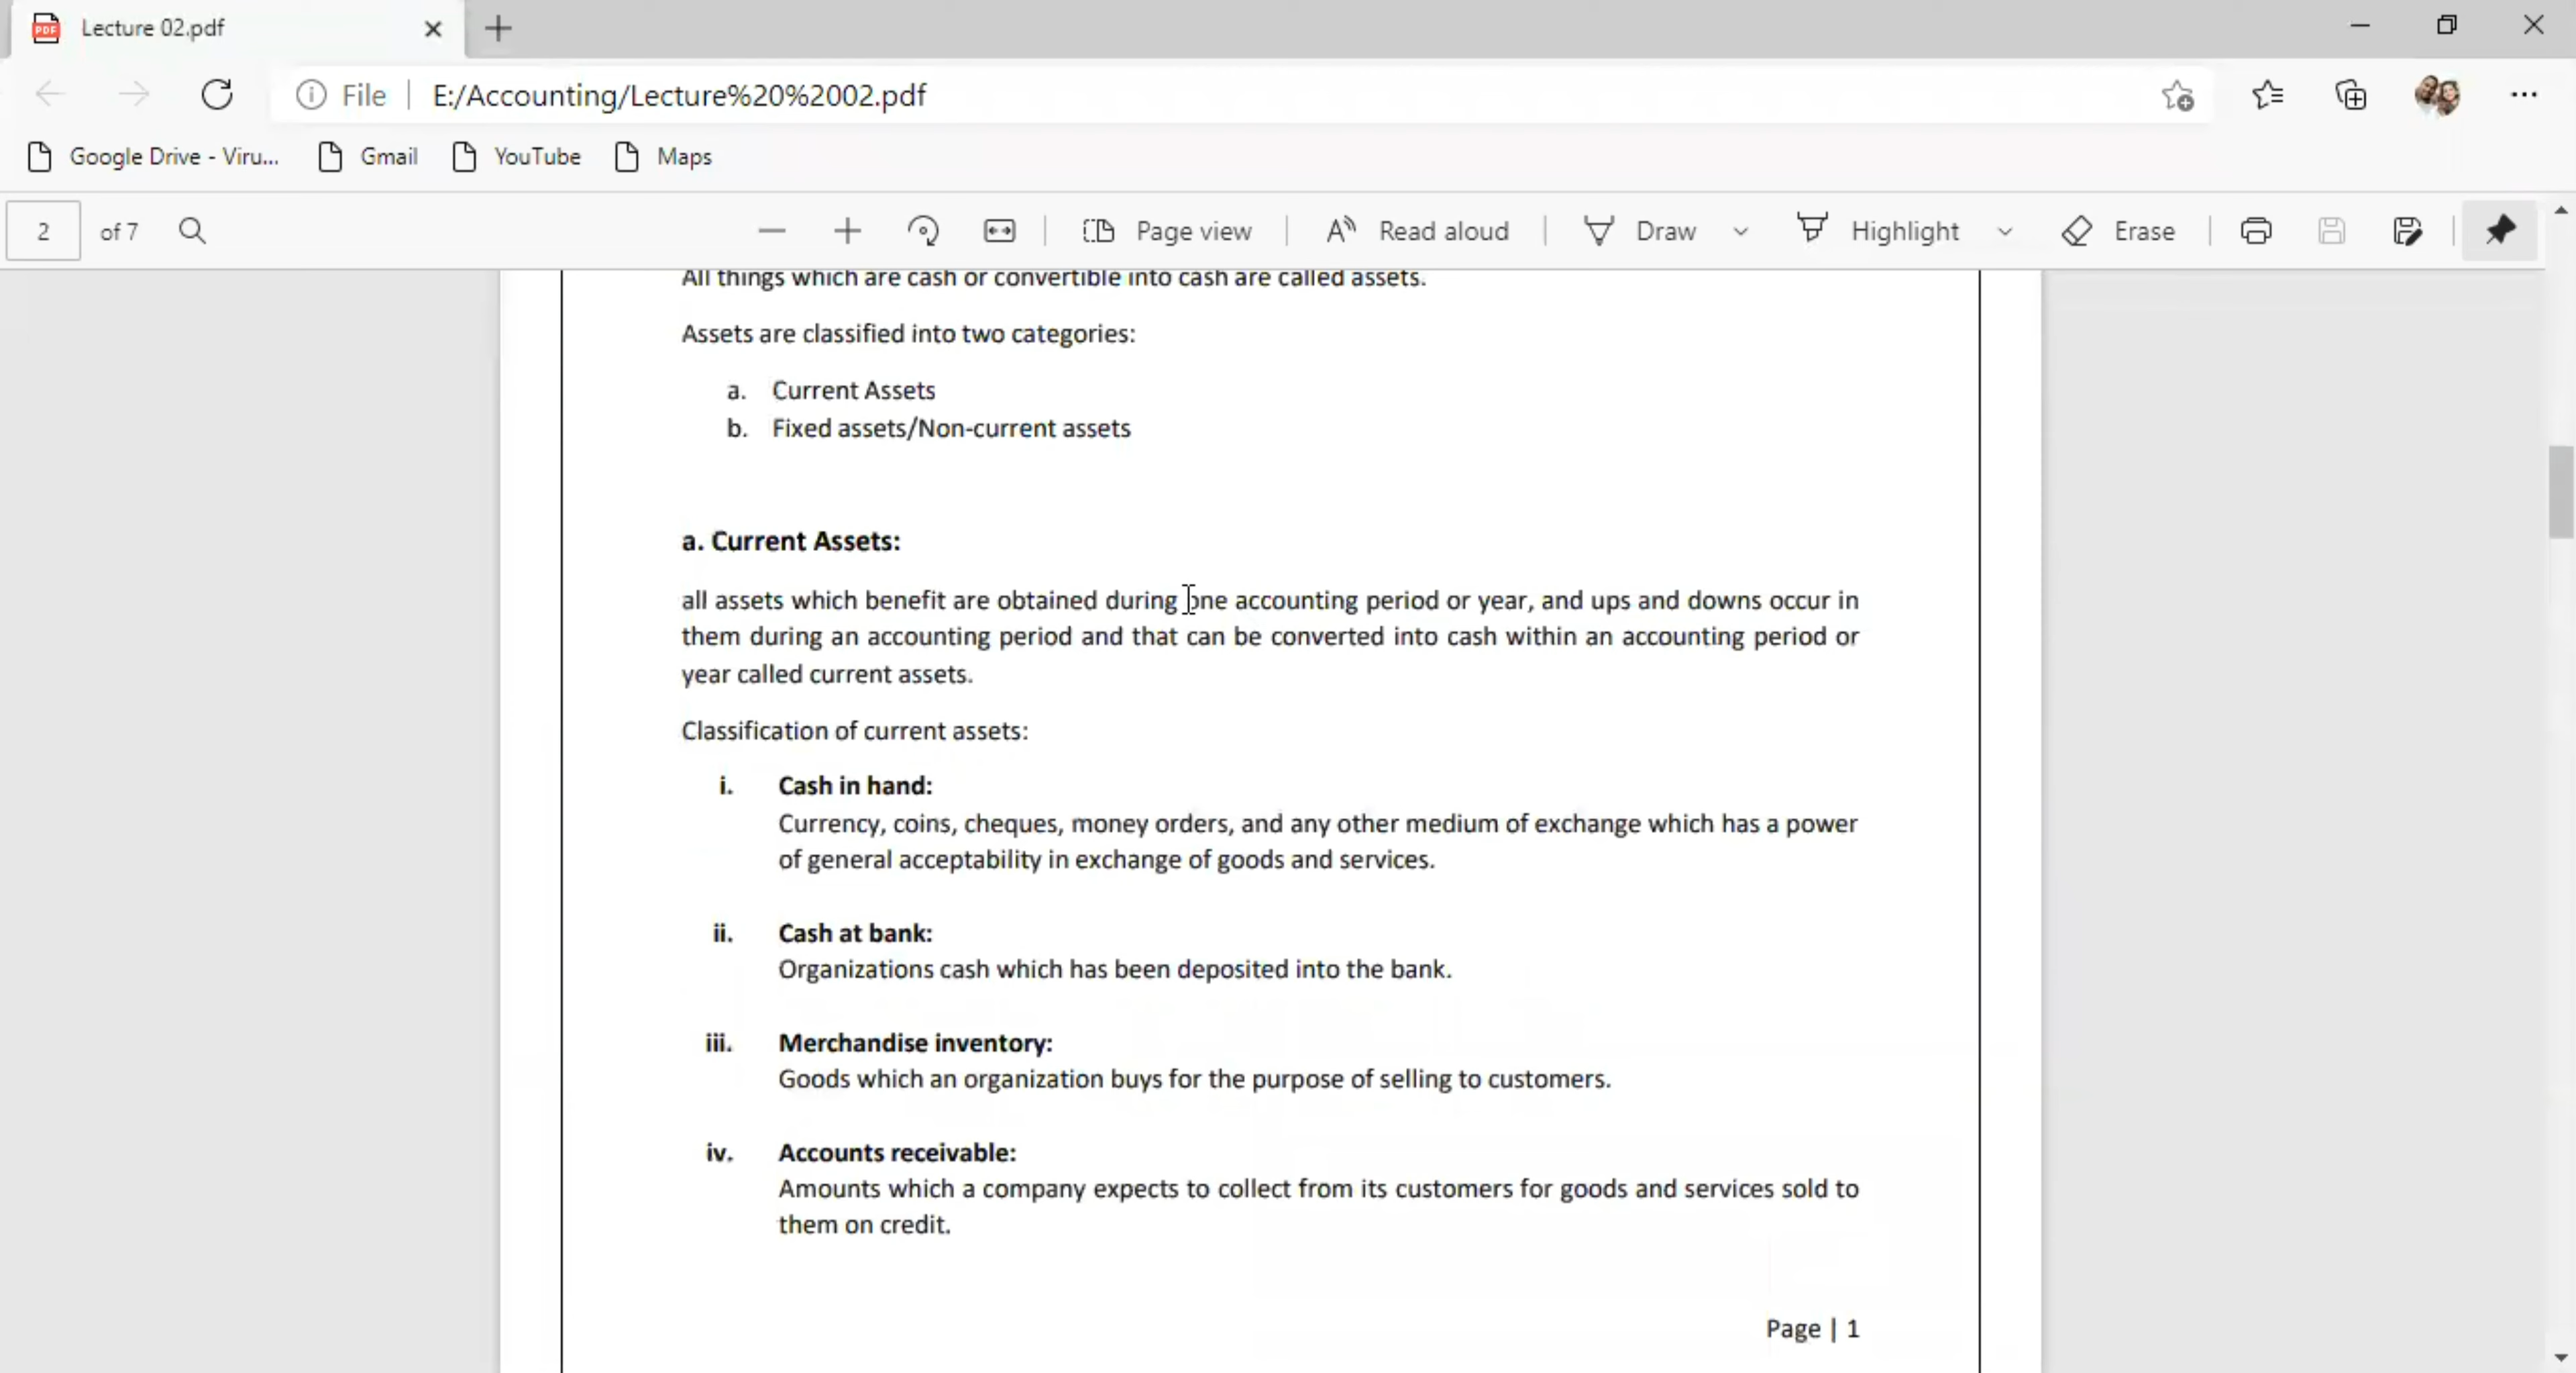 Lecture 02.pdf
File E:/Accounting/Lecture%20%2002.pdf
Google Drive - Viru... Gmail YouTube Maps
2 of 7 Page view Read aloud Draw Highlight Erase
All things which are cash or convertible into cash are called assets.
Assets are classified into two categories:
a. Current Assets
b. Fixed assets/Non-current assets
a. Current Assets:
all assets which benefit are obtained during one accounting period or year, and ups and downs occur in
them during an accounting period and that can be converted into cash within an accounting period or
year called current assets.
Classification of current assets:
i. Cash in hand:
Currency, coins, cheques, money orders, and any other medium of exchange which has a power
of general acceptability in exchange of goods and services.
ii. Cash at bank:
Organizations cash which has been deposited into the bank.
iii. Merchandise inventory:
Goods which an organization buys for the purpose of selling to customers.
iv. Accounts receivable:
Amounts which a company expects to collect from its customers for goods and services sold to
them on credit.
Page | 1